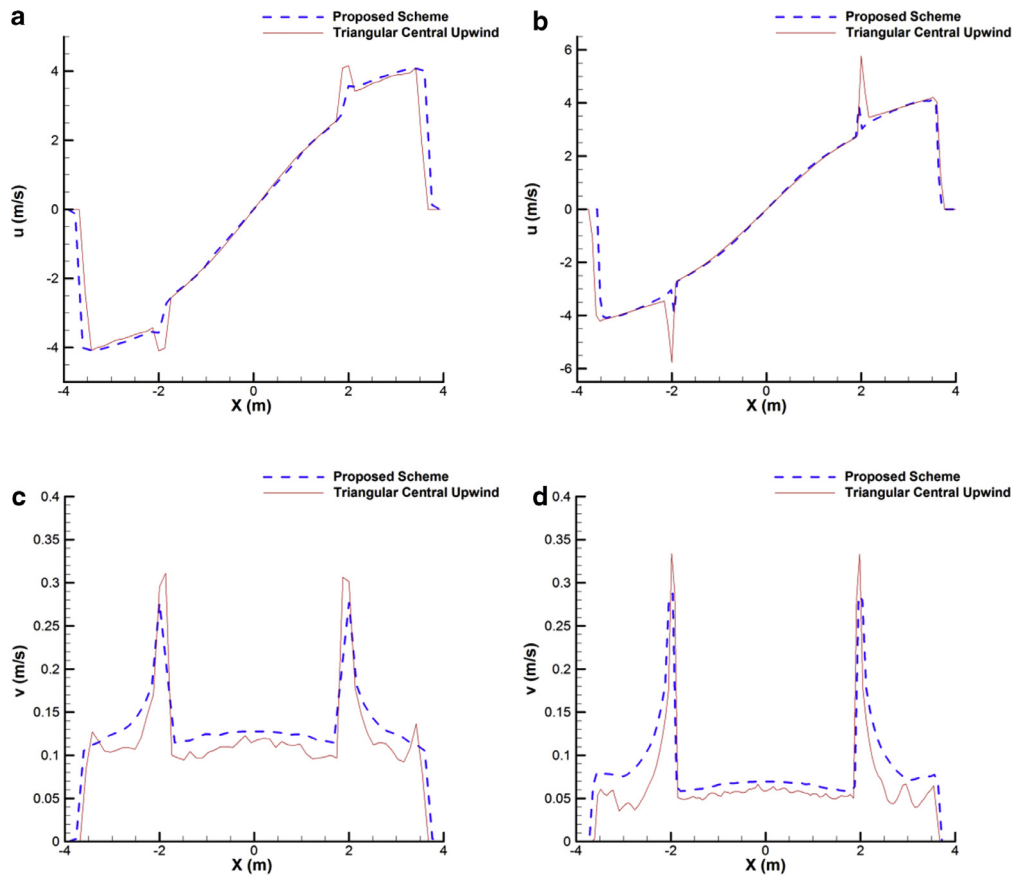 a
Proposed Scheme
Triangular Central Upwind
u (m/s)
4
2
0
-2
-4
-4
-2
0
2
4
X (m)
b
Proposed Scheme
Triangular Central Upwind
u (m/s)
6
4
2
0
-2
-4
-6
-4
-2
0
2
4
X (m)
c
Proposed Scheme
Triangular Central Upwind
v (m/s)
0.4
0.35
0.3
0.25
0.2
0.15
0.1
0.05
0
-4
-2
0
2
4
X (m)
d
Proposed Scheme
Triangular Central Upwind
v (m/s)
0.4
0.35
0.3
0.25
0.2
0.15
0.1
0.05
0
-4
-2
0
2
4
X (m)